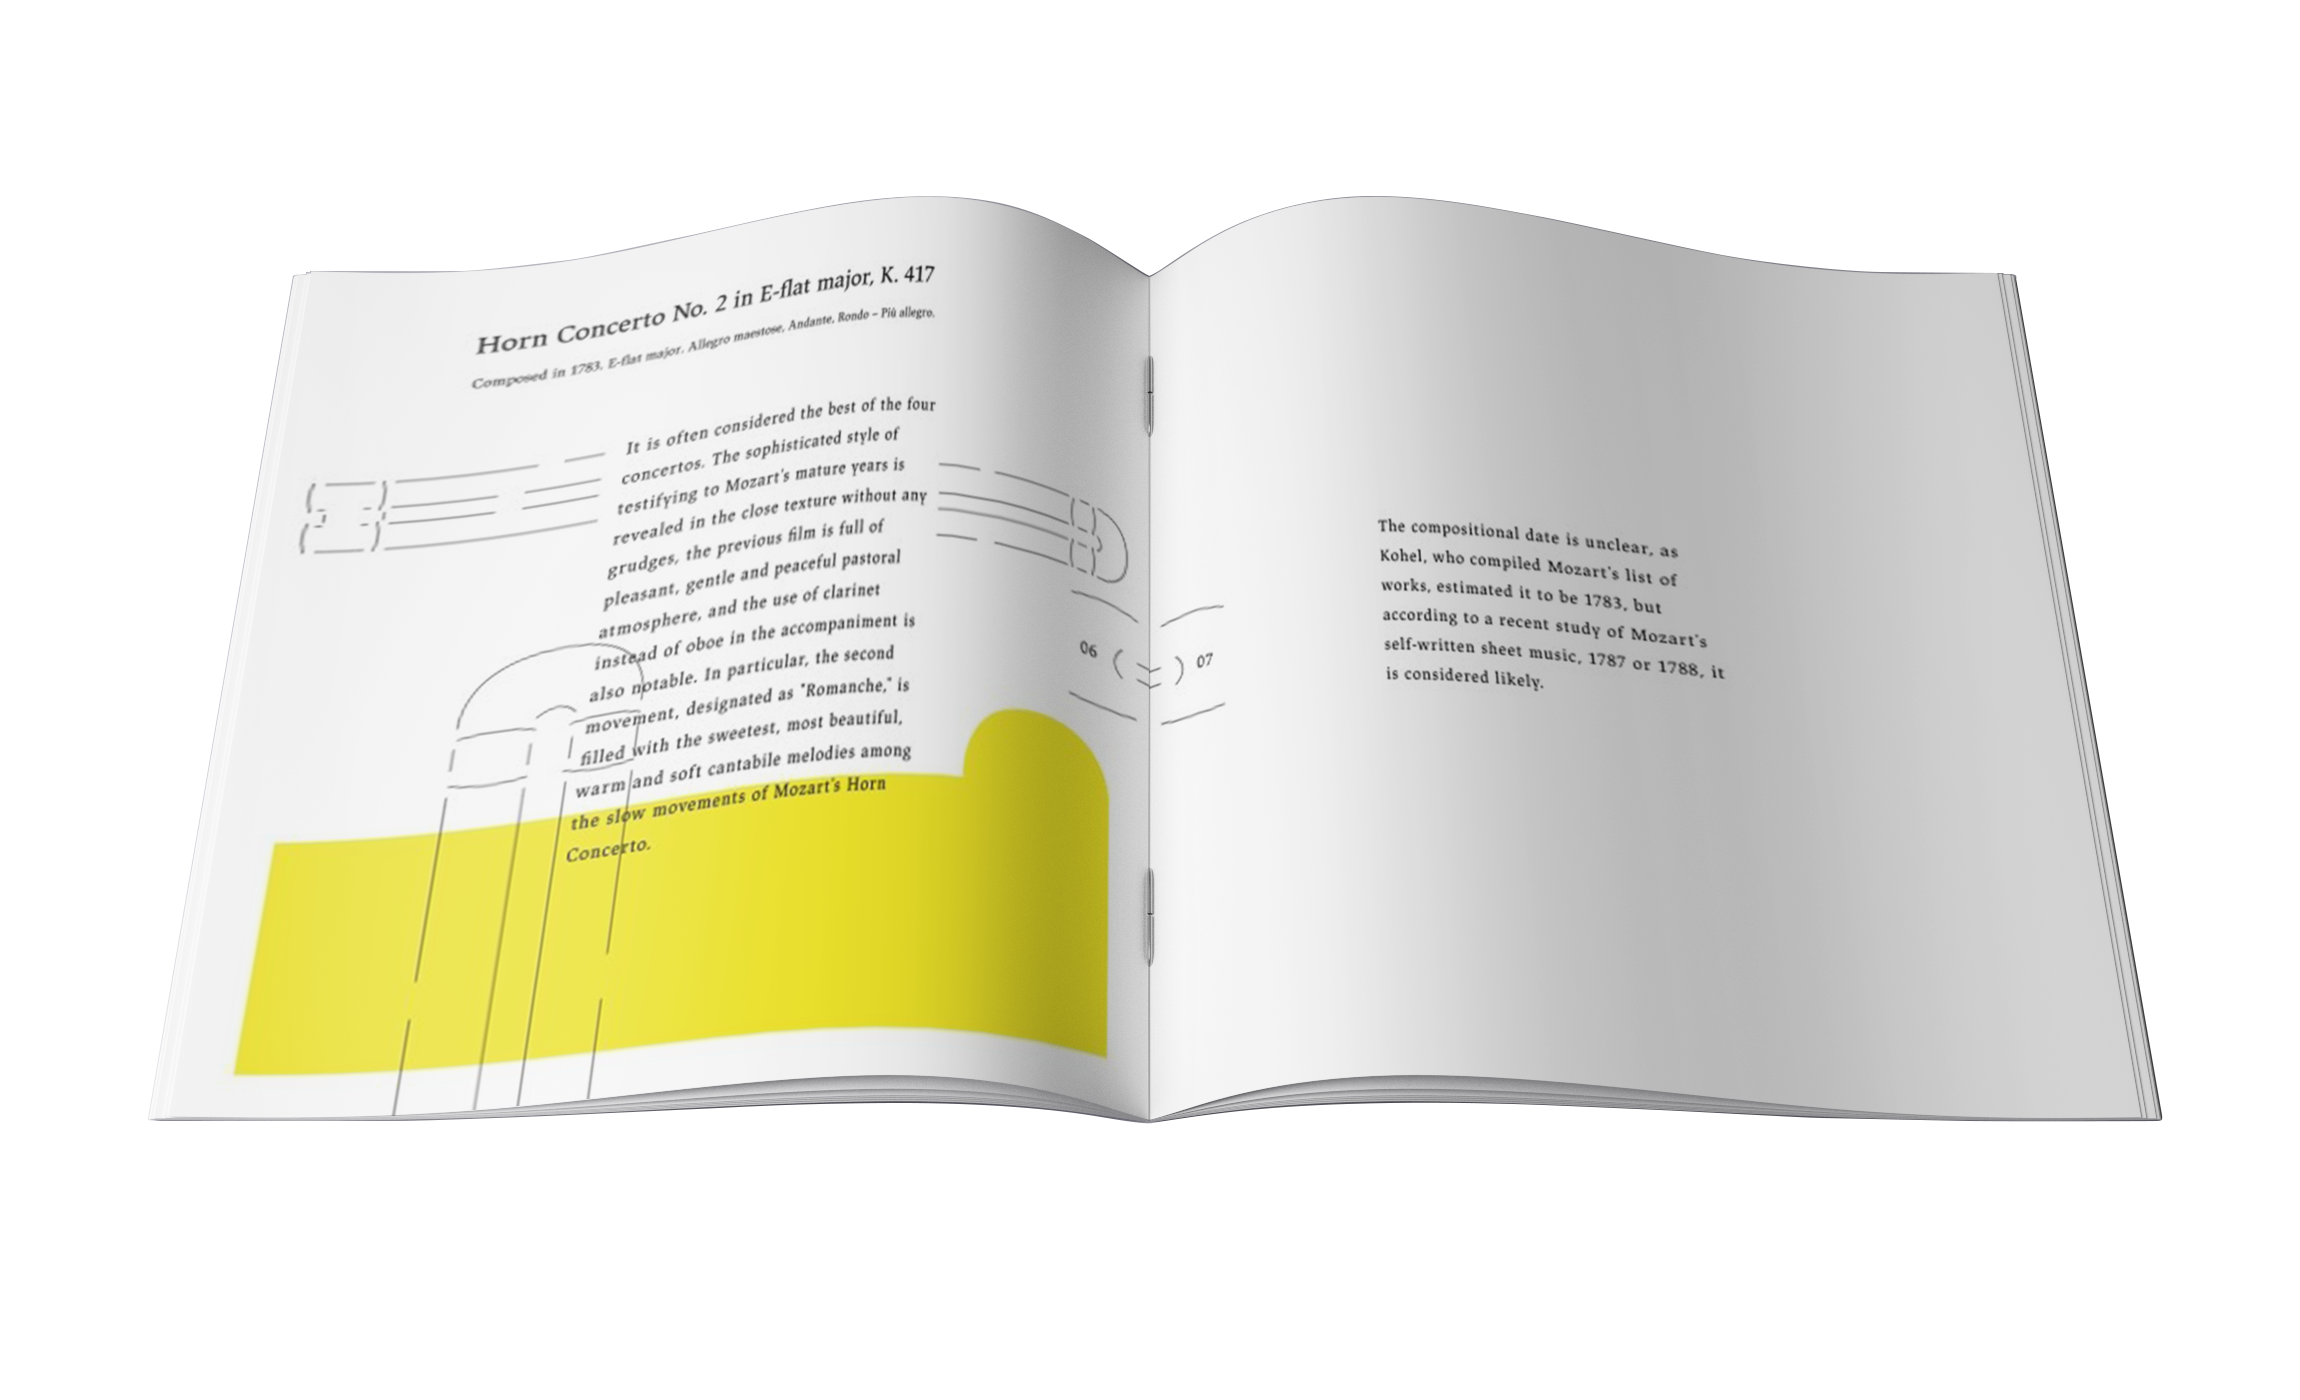 Horn Concerto No. 2 in E-flat major, K. 417
Composed in 1783. E-flat major. Allegro maestose, Andante, Rondo – Più allegro.
It is often considered the best of the four
concertos. The sophisticated style of
testifying to Mozart's mature years is
revealed in the close texture without any
grudges, the previous film is full of
pleasant, gentle and peaceful pastoral
atmosphere, and the use of clarinet
instead of oboe in the accompaniment is
also notable. In particular, the second
movement, designated as "Romanche," is
filled with the sweetest, most beautiful,
warm and soft cantabile melodies among
the slow movements of Mozart's Horn
Concerto.
06
07
The compositional date is unclear, as
Kohel, who compiled Mozart's list of
works, estimated it to be 1783, but
according to a recent study of Mozart's
self-written sheet music, 1787 or 1788, it
is considered likely.